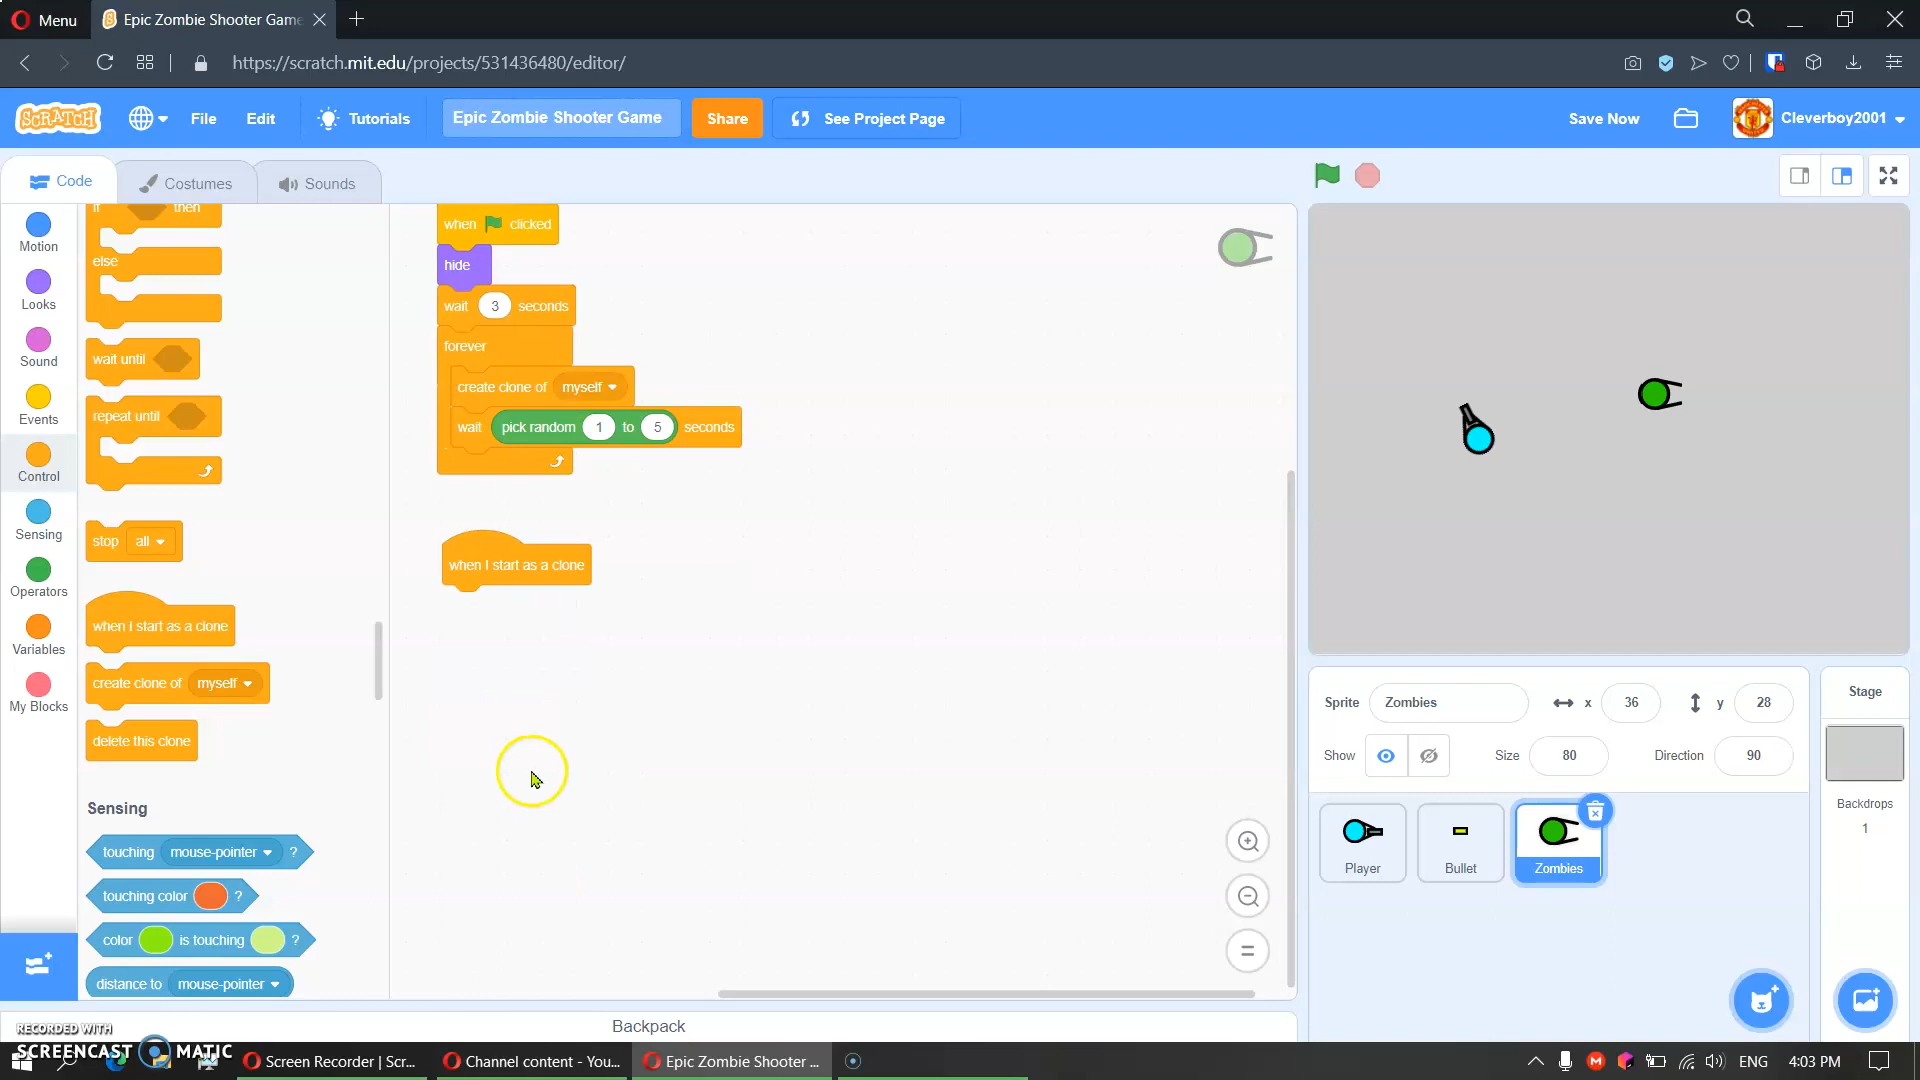 Menu
Epic Zombie Shooter Game
https://scratch.mit.edu/projects/531436480/editor/
SCRATCH
File
Edit
Tutorials
Epic Zombie Shooter Game
Share
See Project Page
Save Now
Cleverboy2001
Code
Costumes
Sounds
Motion
Looks
Sound
Events
Control
Sensing
Operators
Variables
My Blocks
if then
else
wait until
repeat until
stop all
when I start as a clone
create clone of myself
delete this clone
Sensing
touching mouse-pointer ?
touching color ?
color is touching ?
distance to mouse-pointer
when clicked
hide
wait 3 seconds
forever
create clone of myself
wait pick random 1 to 5 seconds
when I start as a clone
Backpack
Sprite Zombies x 36 y 28
Show Size 80 Direction 90
Player
Bullet
Zombies
Stage
Backdrops
1
RECORDED WITH
SCREENCAST MATIC
Screen Recorder | Scr...
Channel content - You...
Epic Zombie Shooter ...
ENG
4:03 PM